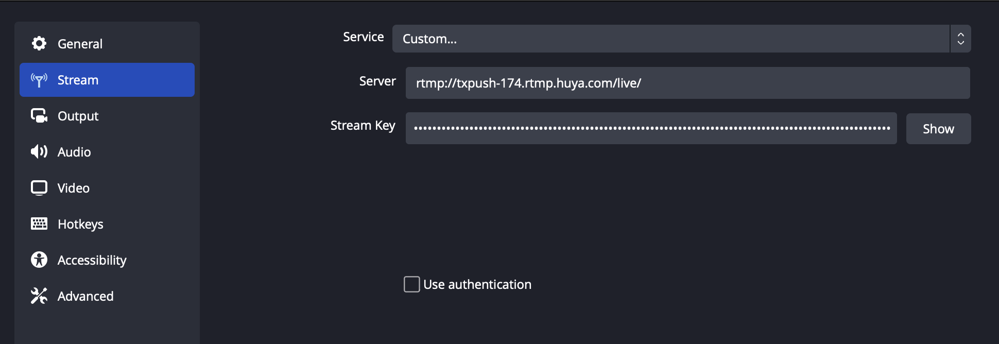 General
Stream
Output
Audio
Video
Hotkeys
Accessibility
Advanced
Service
Custom...
Server
rtmp://txpush-174.rtmp.huya.com/live/
Stream Key
Show
Use authentication